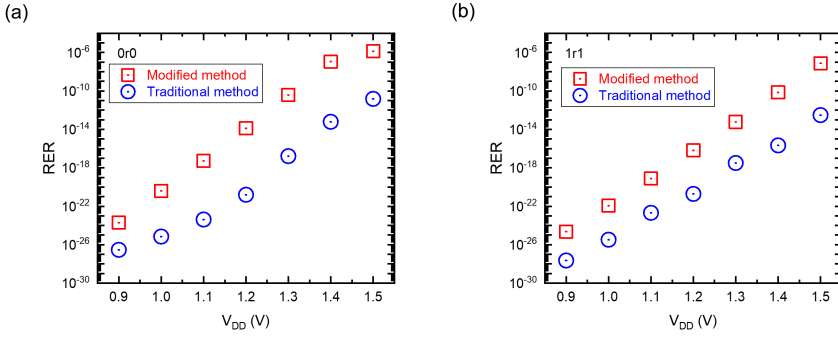 (a)
0r0
Modified method
Traditional method
RER
10^-6
10^-10
10^-14
10^-18
10^-22
10^-26
10^-30
0.9 1.0 1.1 1.2 1.3 1.4 1.5
V_DD (V)
(b)
1r1
Modified method
Traditional method
RER
10^-6
10^-10
10^-14
10^-18
10^-22
10^-26
10^-30
0.9 1.0 1.1 1.2 1.3 1.4 1.5
V_DD (V)